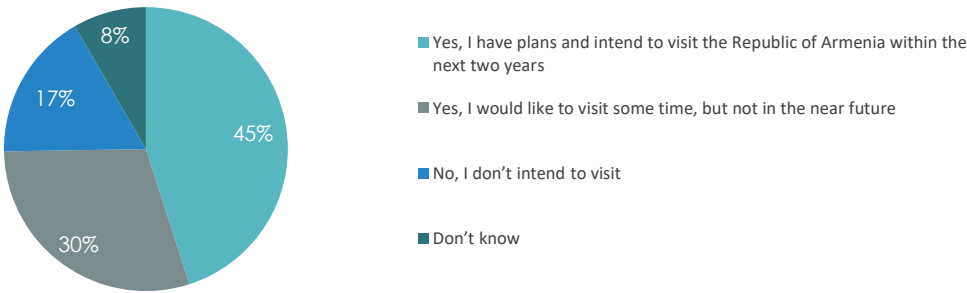 8%
17%
45%
30%
Yes, I have plans and intend to visit the Republic of Armenia within the
next two years
Yes, I would like to visit some time, but not in the near future
No, I don’t intend to visit
Don’t know